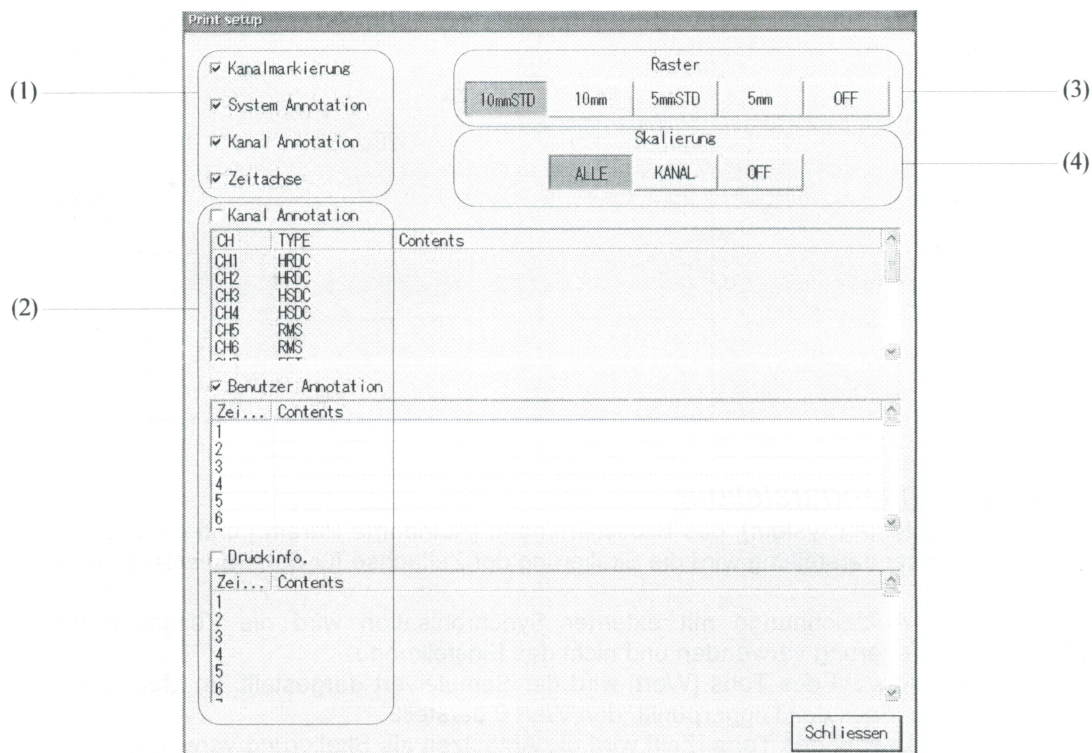 Print setup
(1)
Kanalmarkierung
System Annotation
Kanal Annotation
Zeitachse
Raster
10mmSTD 10mm 5mmSTD 5mm OFF
(3)
Skalierung
ALLE KANAL OFF
(4)
(2)
Kanal Annotation
CH TYPE Contents
CH1 HRDC
CH2 HRDC
CH3 HSDC
CH4 HSDC
CH5 RMS
CH6 RMS
Benutzer Annotation
Zei... Contents
1
2
3
4
5
6
Druckinfo.
Zei... Contents
1
2
3
4
5
6
Schliessen